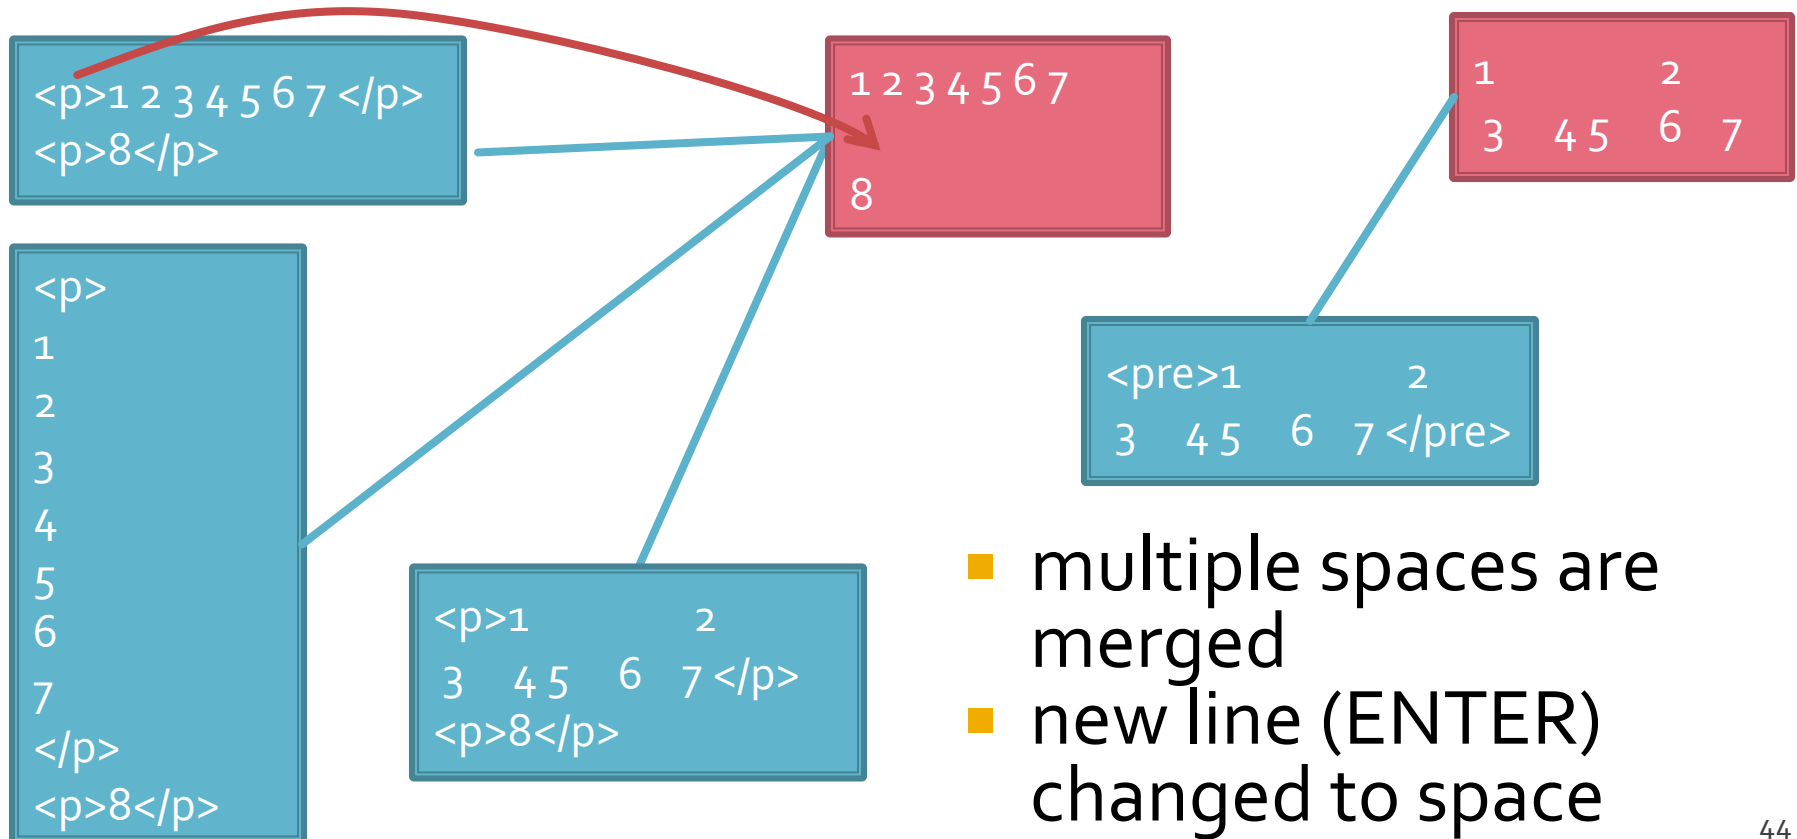 <p>1 2 3 4 5 6 7 </p>
<p>8</p>
1 2 3 4 5 6 7
8
1 2
3 4 5 6 7
<p>
1
2
3
4
5
6
7
</p>
<p>8</p>
<p>1 2
3 4 5 6 7 </p>
<p>8</p>
<pre>1 2
3 4 5 6 7 </pre>
multiple spaces are
merged
new line (ENTER)
changed to space
44